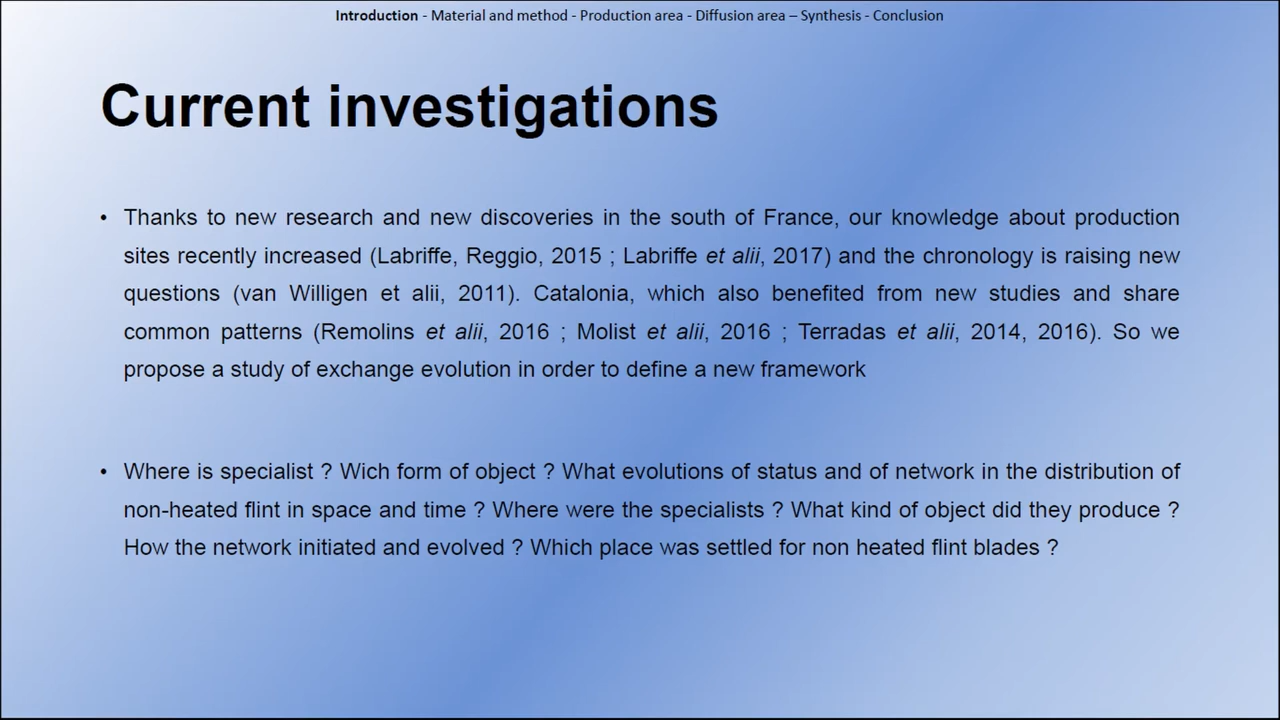 Introduction - Material and method - Production area - Diffusion area – Synthesis - Conclusion
Current investigations
• Thanks to new research and new discoveries in the south of France, our knowledge about production
sites recently increased (Labriffe, Reggio, 2015 ; Labriffe et alii, 2017) and the chronology is raising new
questions (van Willigen et alii, 2011). Catalonia, which also benefited from new studies and share
common patterns (Remolins et alii, 2016 ; Molist et alii, 2016 ; Terradas et alii, 2014, 2016). So we
propose a study of exchange evolution in order to define a new framework
• Where is specialist ? Wich form of object ? What evolutions of status and of network in the distribution of
non-heated flint in space and time ? Where were the specialists ? What kind of object did they produce ?
How the network initiated and evolved ? Which place was settled for non heated flint blades ?